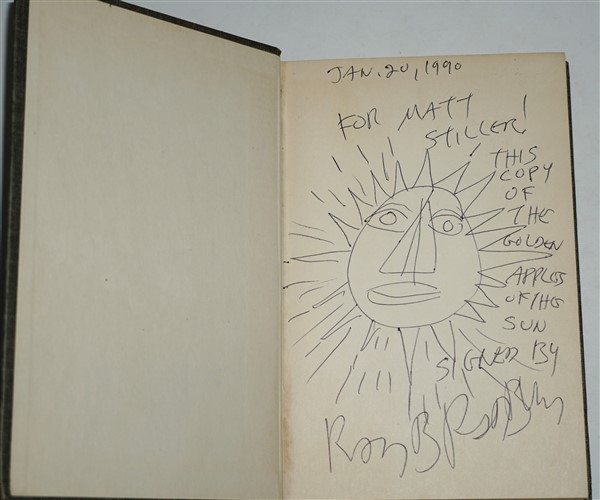 JAN. 20, 1990
FOR MATT
STILLER!
THIS
COPY
OF
THE
GOLDEN
APPLES
OF THE
SUN
SIGNED BY
Ray Bradbury